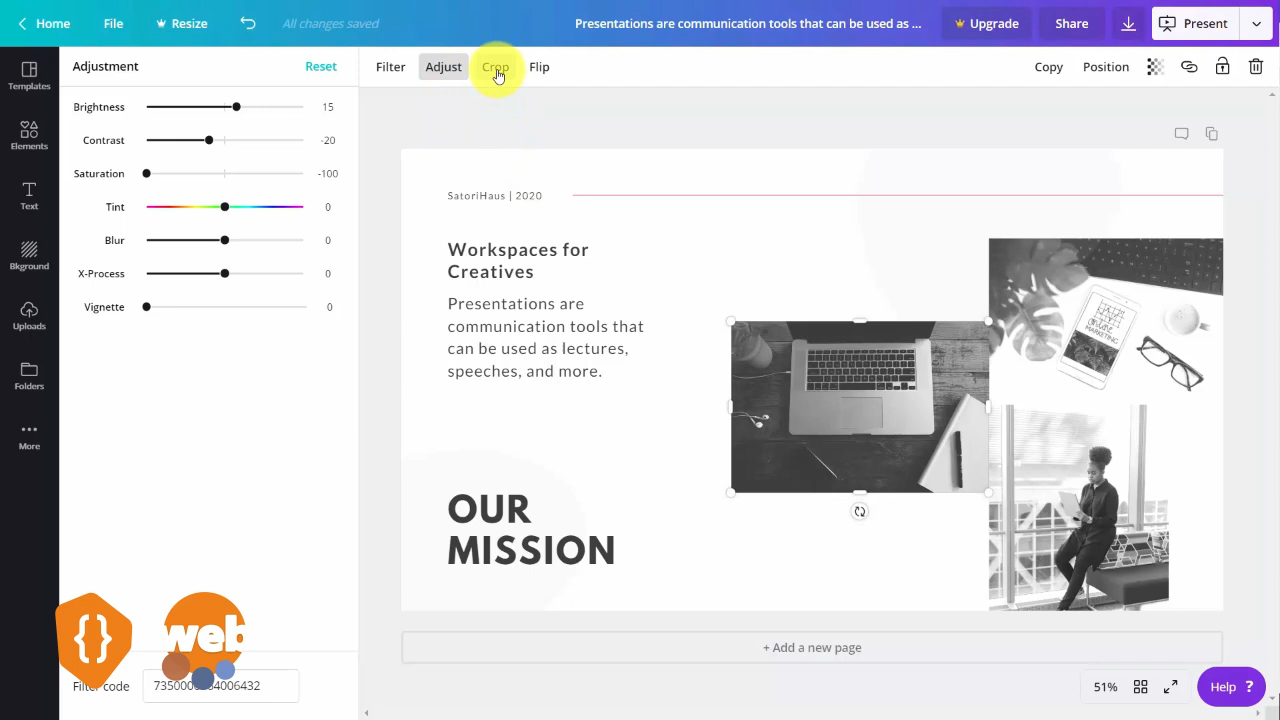 Home File Resize All changes saved Presentations are communication tools that can be used as ... Upgrade Share Present
Adjustment Reset Filter Adjust Crop Flip Copy Position
Templates
Elements
Text
Bkground
Uploads
Folders
More
Brightness 15
Contrast -20
Saturation -100
Tint 0
Blur 0
X-Process 0
Vignette 0
SatoriHaus | 2020
Workspaces for
Creatives
Presentations are
communication tools that
can be used as lectures,
speeches, and more.
OUR
MISSION
MARKETING
{} web
+ Add a new page
51% Help ?